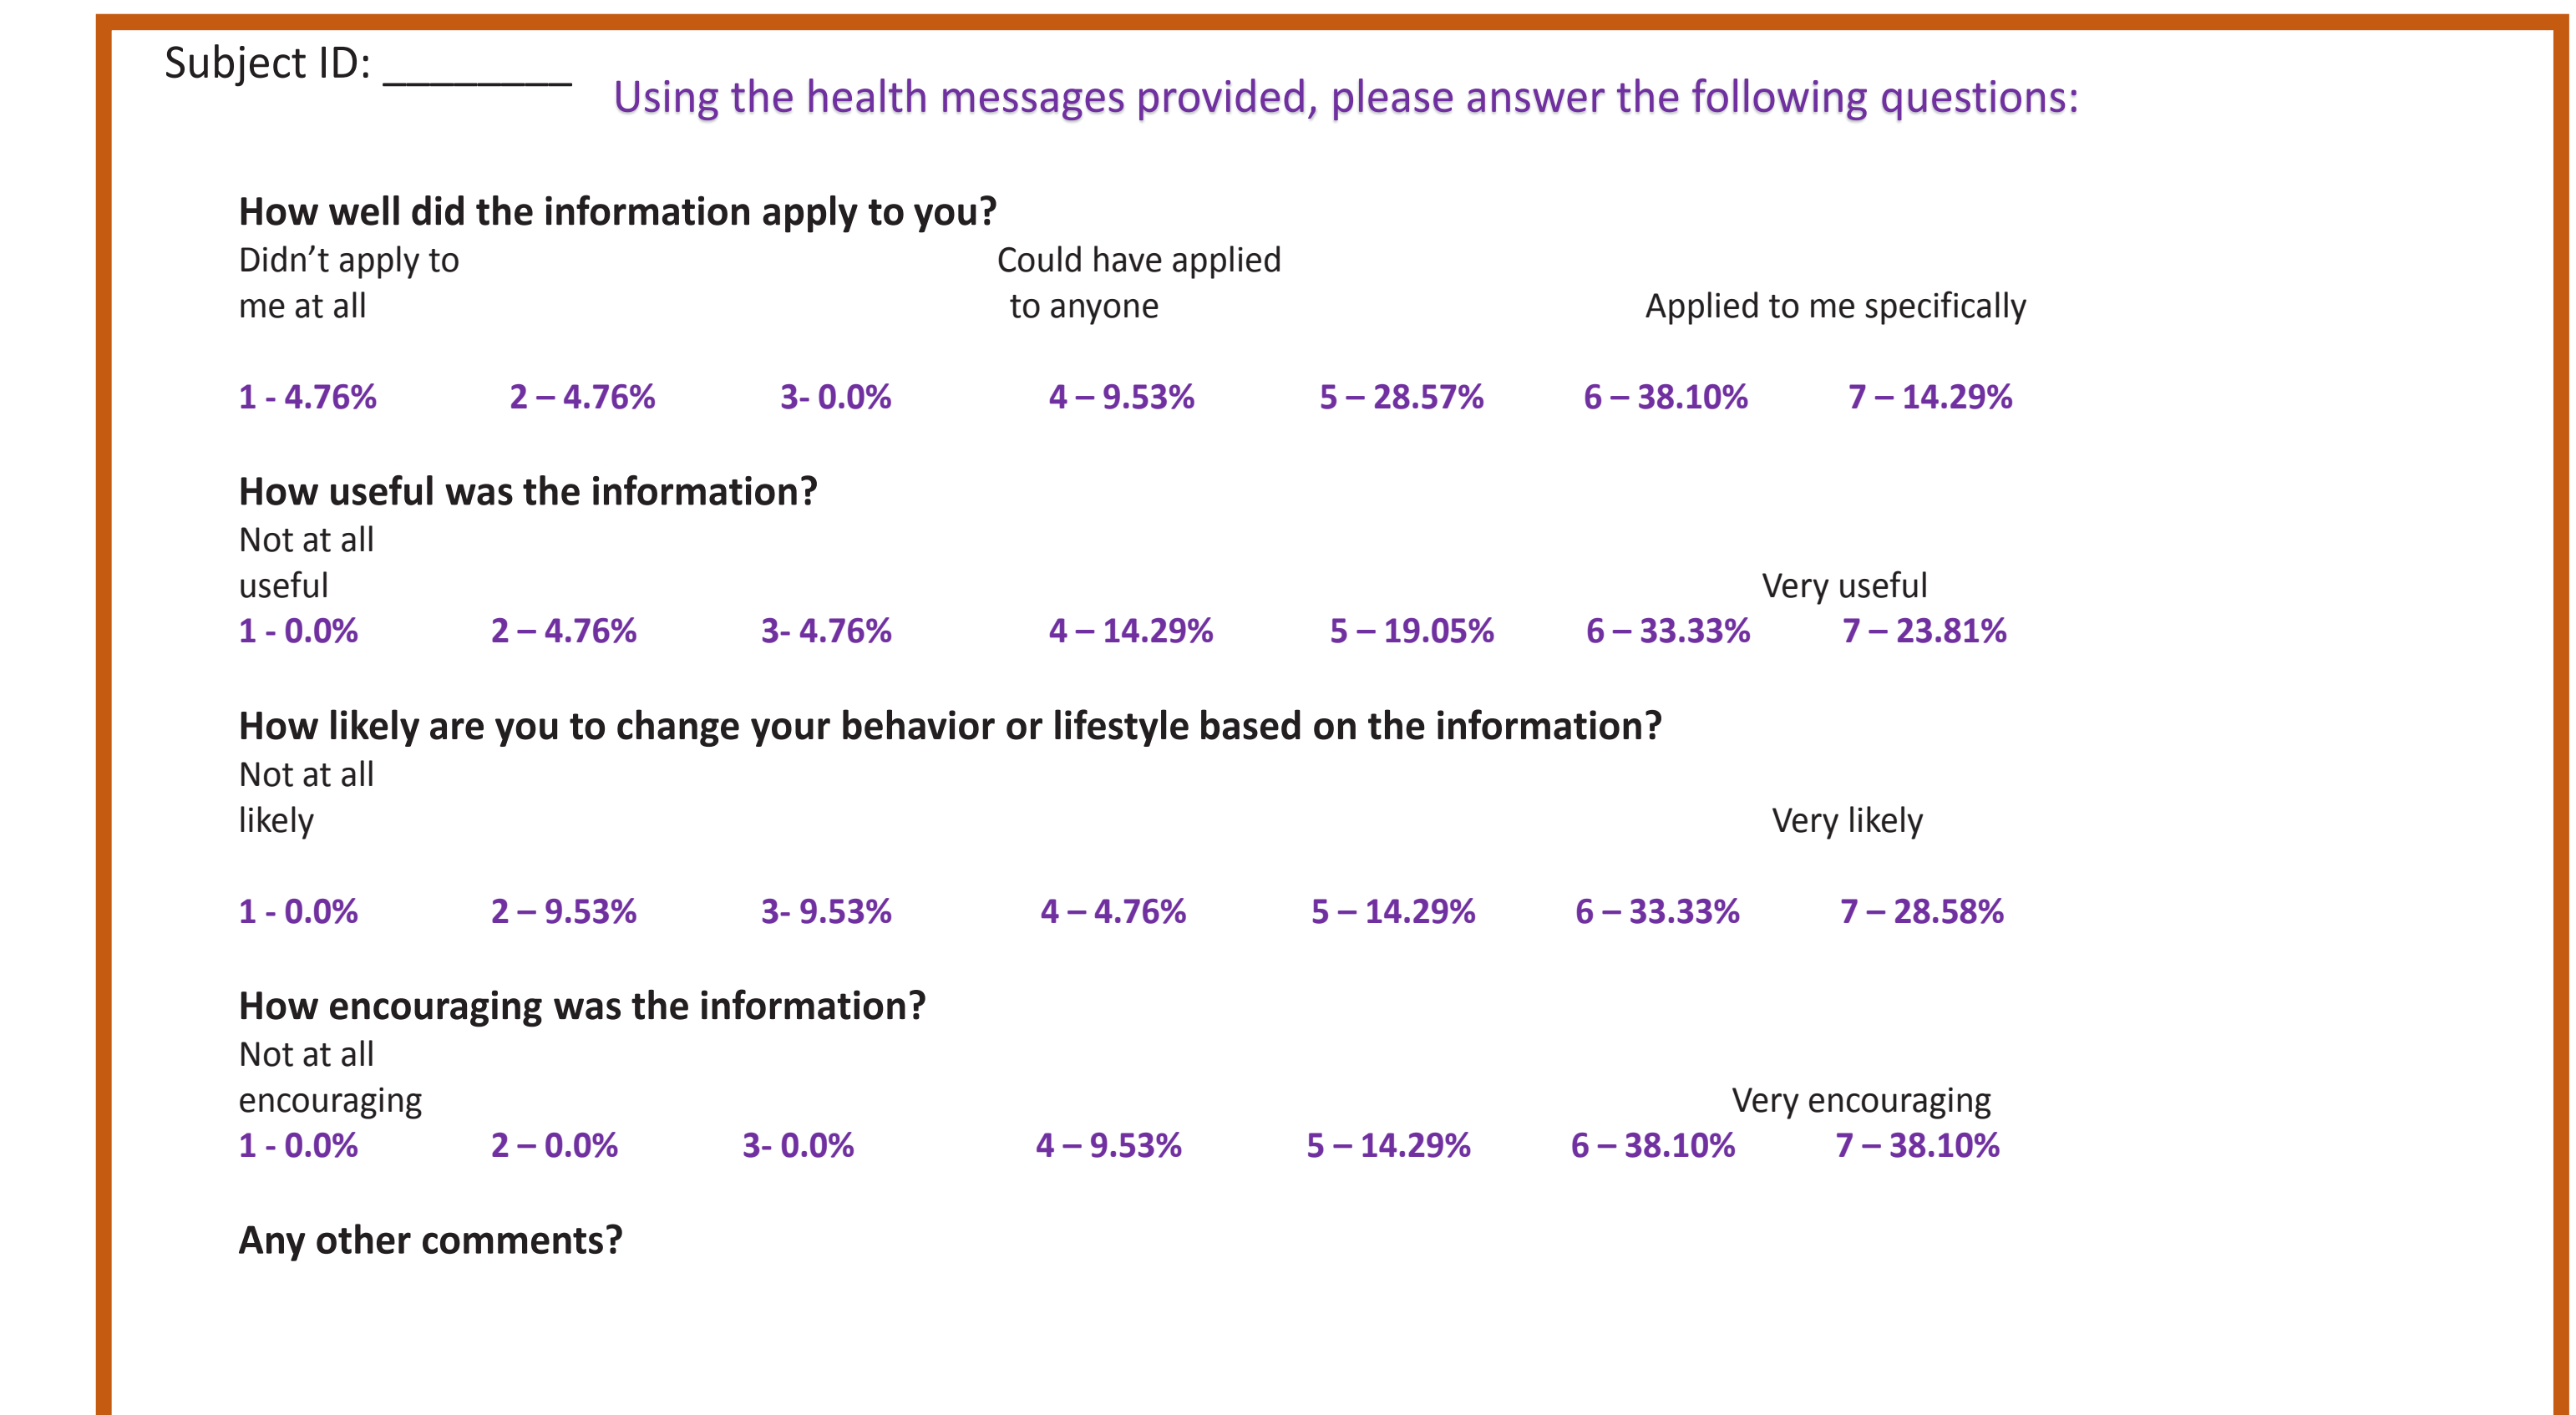 Subject ID: ________
Using the health messages provided, please answer the following questions:
How well did the information apply to you?
Didn’t apply to Could have applied
me at all to anyone Applied to me specifically
1 - 4.76% 2 – 4.76% 3- 0.0% 4 – 9.53% 5 – 28.57% 6 – 38.10% 7 – 14.29%
How useful was the information?
Not at all
useful Very useful
1 - 0.0% 2 – 4.76% 3- 4.76% 4 – 14.29% 5 – 19.05% 6 – 33.33% 7 – 23.81%
How likely are you to change your behavior or lifestyle based on the information?
Not at all
likely Very likely
1 - 0.0% 2 – 9.53% 3- 9.53% 4 – 4.76% 5 – 14.29% 6 – 33.33% 7 – 28.58%
How encouraging was the information?
Not at all
encouraging Very encouraging
1 - 0.0% 2 – 0.0% 3- 0.0% 4 – 9.53% 5 – 14.29% 6 – 38.10% 7 – 38.10%
Any other comments?